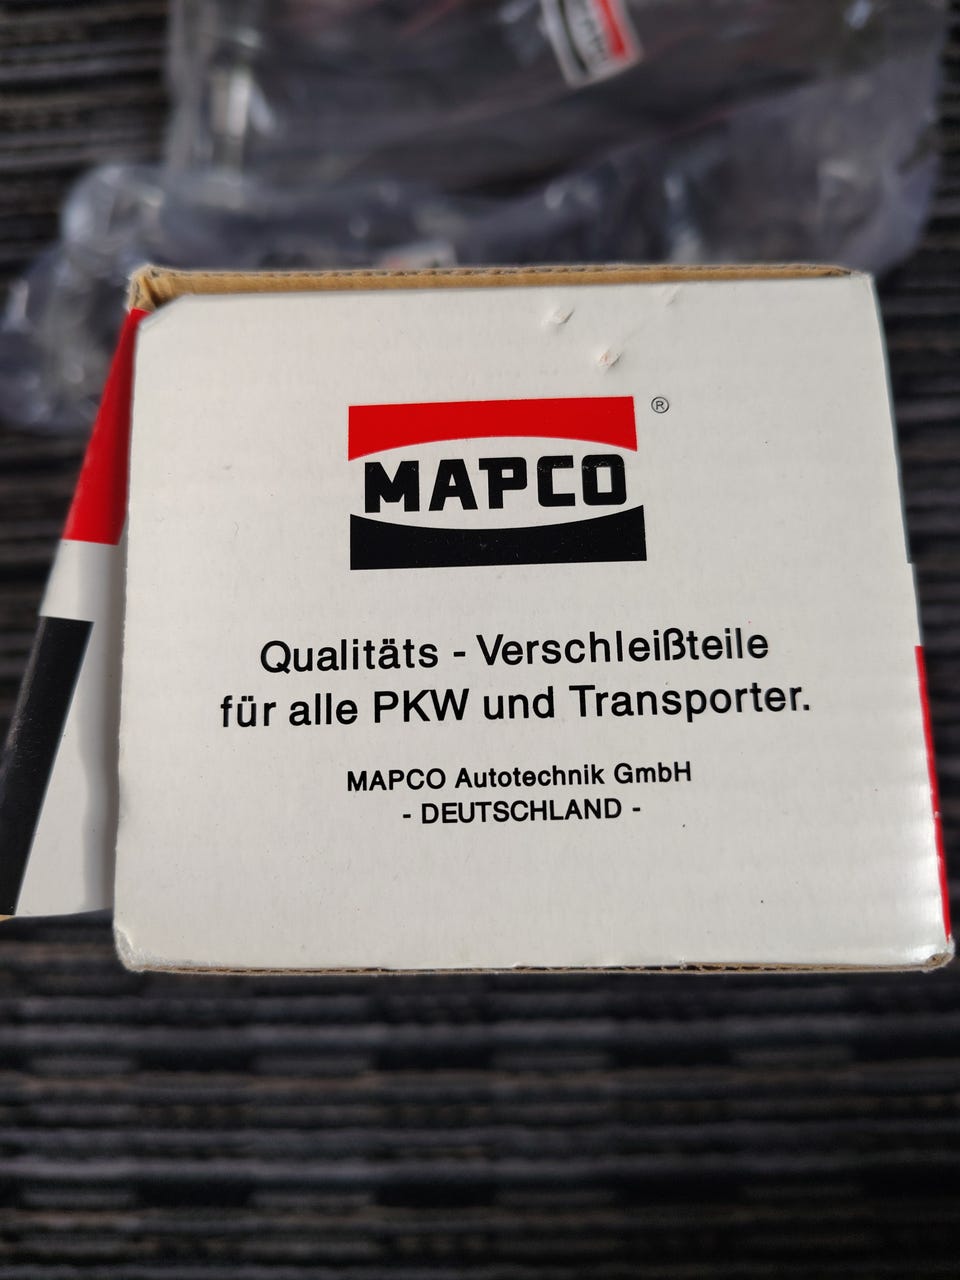 MAPCO ®
Qualitäts - Verschleißteile
für alle PKW und Transporter.
MAPCO Autotechnik GmbH
- DEUTSCHLAND -